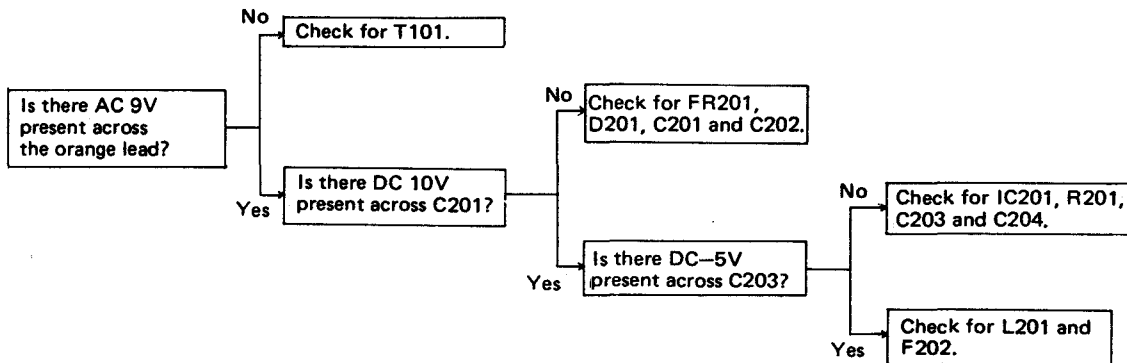 No
Check for T101.
Is there AC 9V
present across
the orange lead?
Yes
Is there DC 10V
present across C201?
No
Check for FR201,
D201, C201 and C202.
Yes
Is there DC–5V
present across C203?
No
Check for IC201, R201,
C203 and C204.
Yes
Check for L201 and
F202.